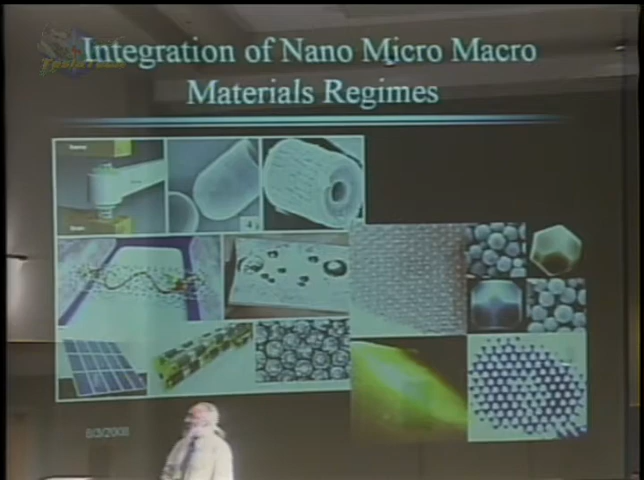 Integration of Nano Micro Macro
Materials Regimes
8/3/2008